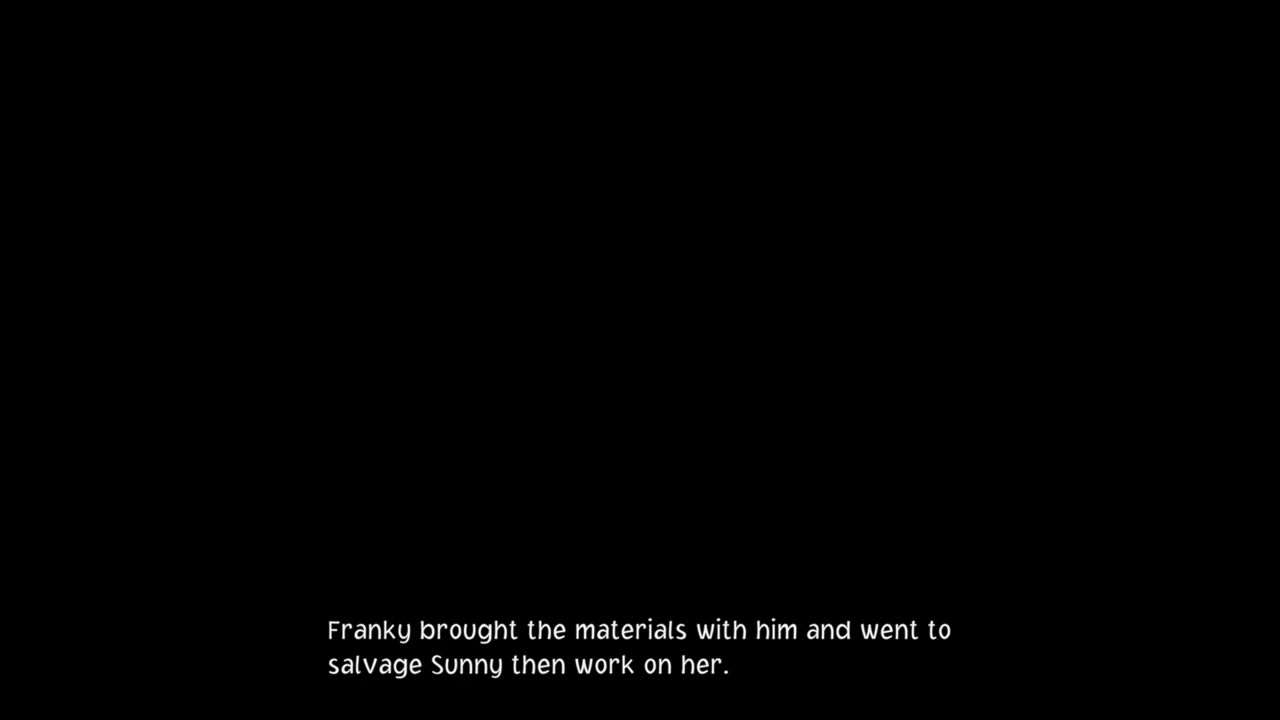 Franky brought the materials with him and went to
salvage Sunny then work on her.